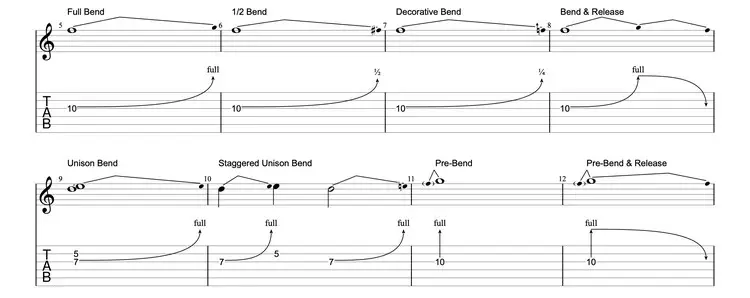 Full Bend 1/2 Bend Decorative Bend Bend & Release
5 6 7 8
full ½ ¼ full
T
A
B
10 10 10 10
Unison Bend Staggered Unison Bend Pre-Bend Pre-Bend & Release
9 10 11 12
full full full full full
T
A
B
5 5
7 7 7 10 10